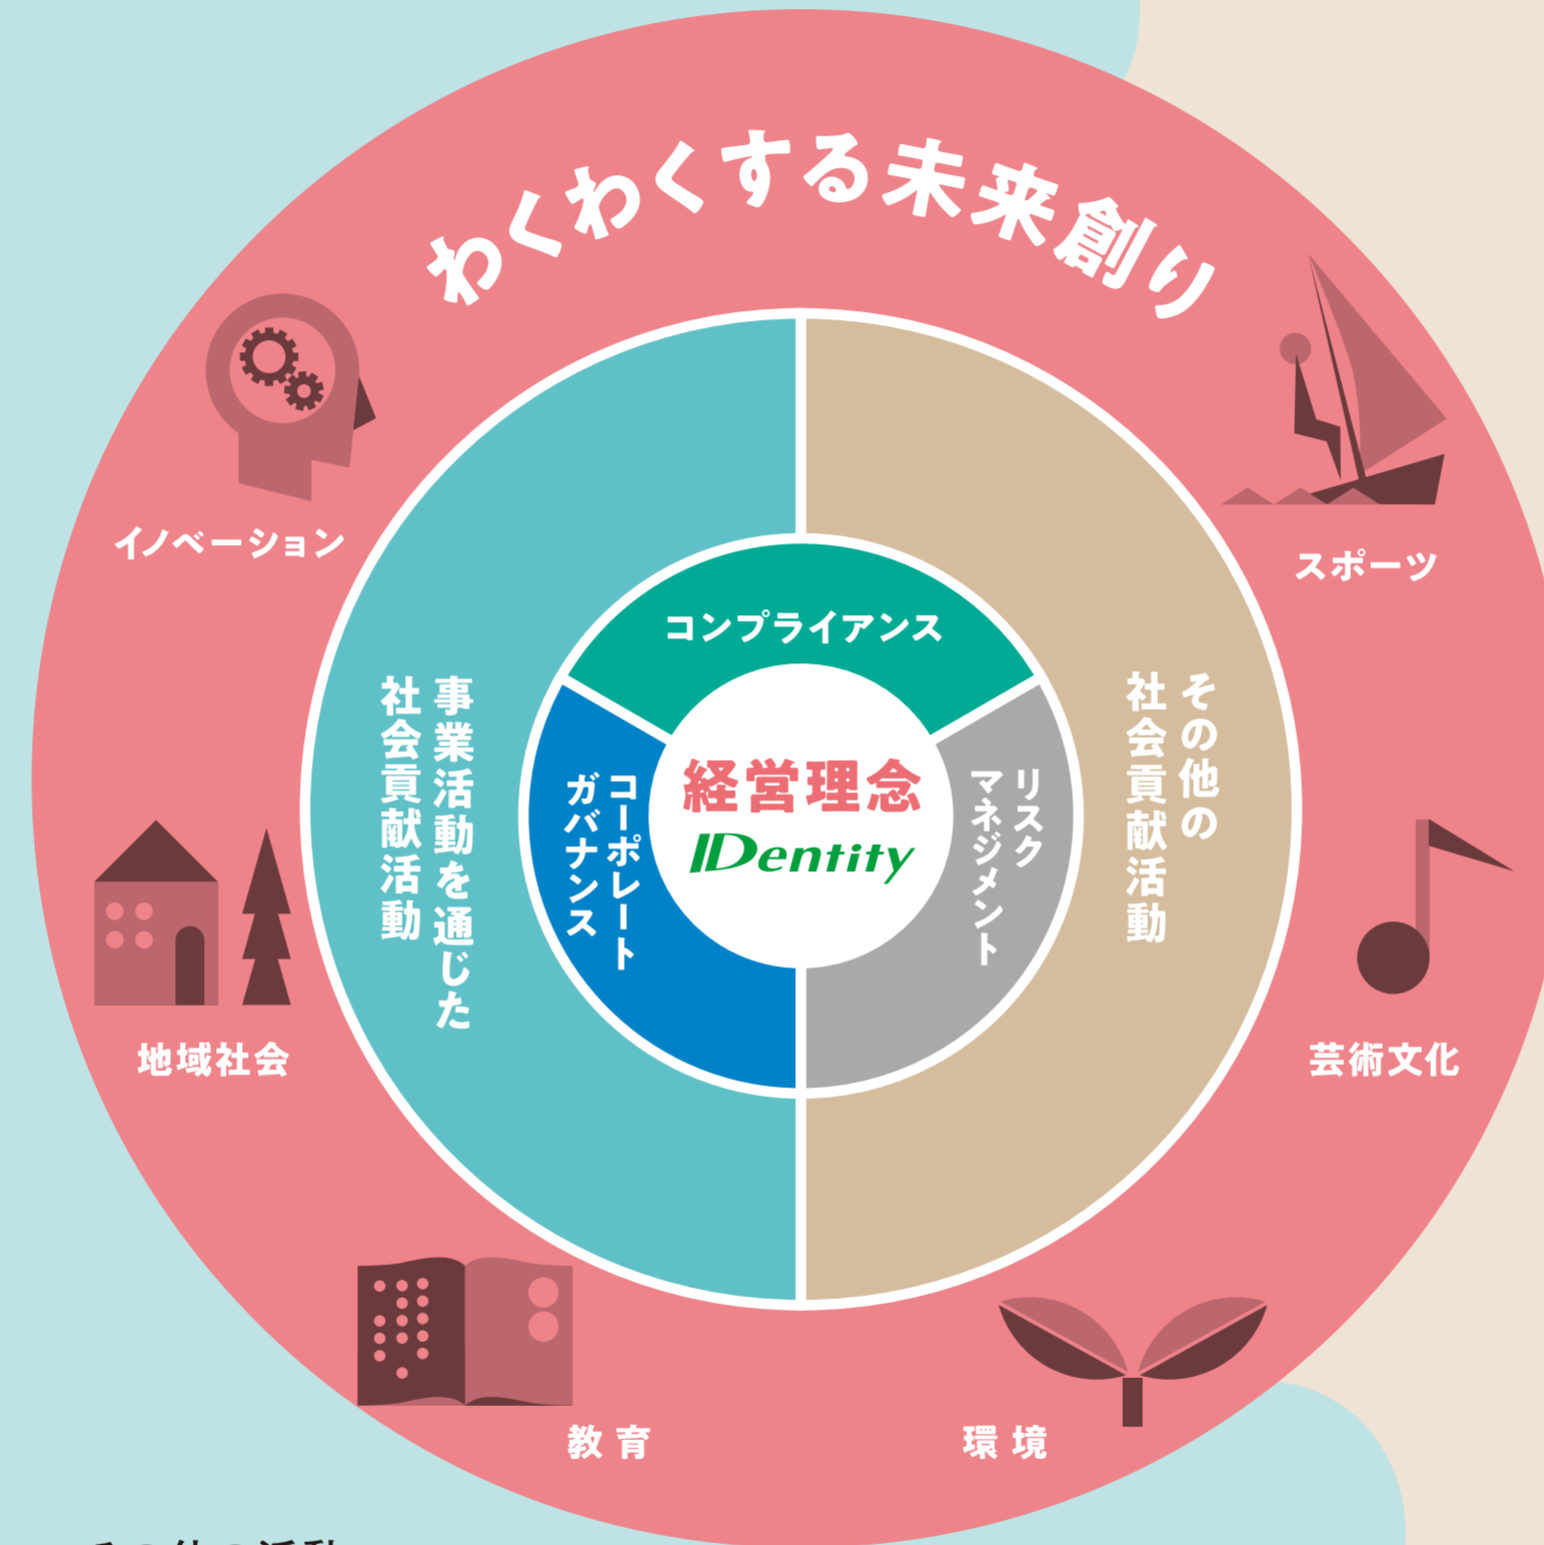 わくわくする未来創り
イノベーション
スポーツ
コンプライアンス
事業活動を通じた
社会貢献活動
その他の
社会貢献活動
コーポレート
ガバナンス
経営理念
IDentity
リスク
マネジメント
地域社会
芸術文化
教育
環境